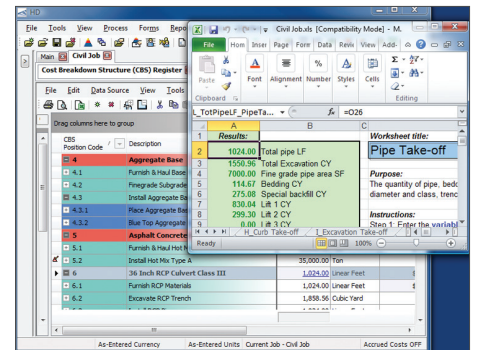 HD
File Tools View Process Forms Repo
Main Civil Job
Cost Breakdown Structure (CBS) Register
File Edit Data Source View Tools
Drag columns here to group
CBS
Position Code Description
4 Aggregate Base
4.1 Furnish & Haul Base
4.2 Finegrade Subgrade
4.3 Install Aggregate Ba
4.3.1 Place Aggregate Ba
4.3.2 Blue Top Aggregate
5 Asphalt Concrete
5.1 Furnish & Haul Hot M
5.2 Install Hot Mix Type A 35,000.00 Ton
6 36 Inch RCP Culvert Class III 1,024.00 Linear Feet
6.1 Furnish RCP Materials 1,024.00 Linear Feet
6.2 Excavate RCP Trench 1,858.56 Cubic Yard
As-Entered Currency As-Entered Units Current Job - Civil Job Accrued Costs OFF
Civil Job.xls [Compatibility Mode] - M.
File Hom Inser Page Form Data Revi View Add-
Paste Font Alignment Number Styles Cells
Clipboard Editing
L_TotPipeLF_PipeTa... fx =O26
A B C
1 Results: Worksheet title:
2 1024.00 Total pipe LF Pipe Take-off
3 1550.96 Total Excavation CY
4 7000.00 Fine grade pipe area SF Purpose:
5 114.67 Bedding CY The quantity of pipe, bedd
6 275.08 Special backfill CY diameter and class, trenc
7 830.04 Lift 1 CY
8 299.30 Lift 2 CY Instructions:
9 0.00 Lift 3 CY Step 1: Enter the variabl
H_Curb Take-off I_Excavation Take-off
Ready 100%